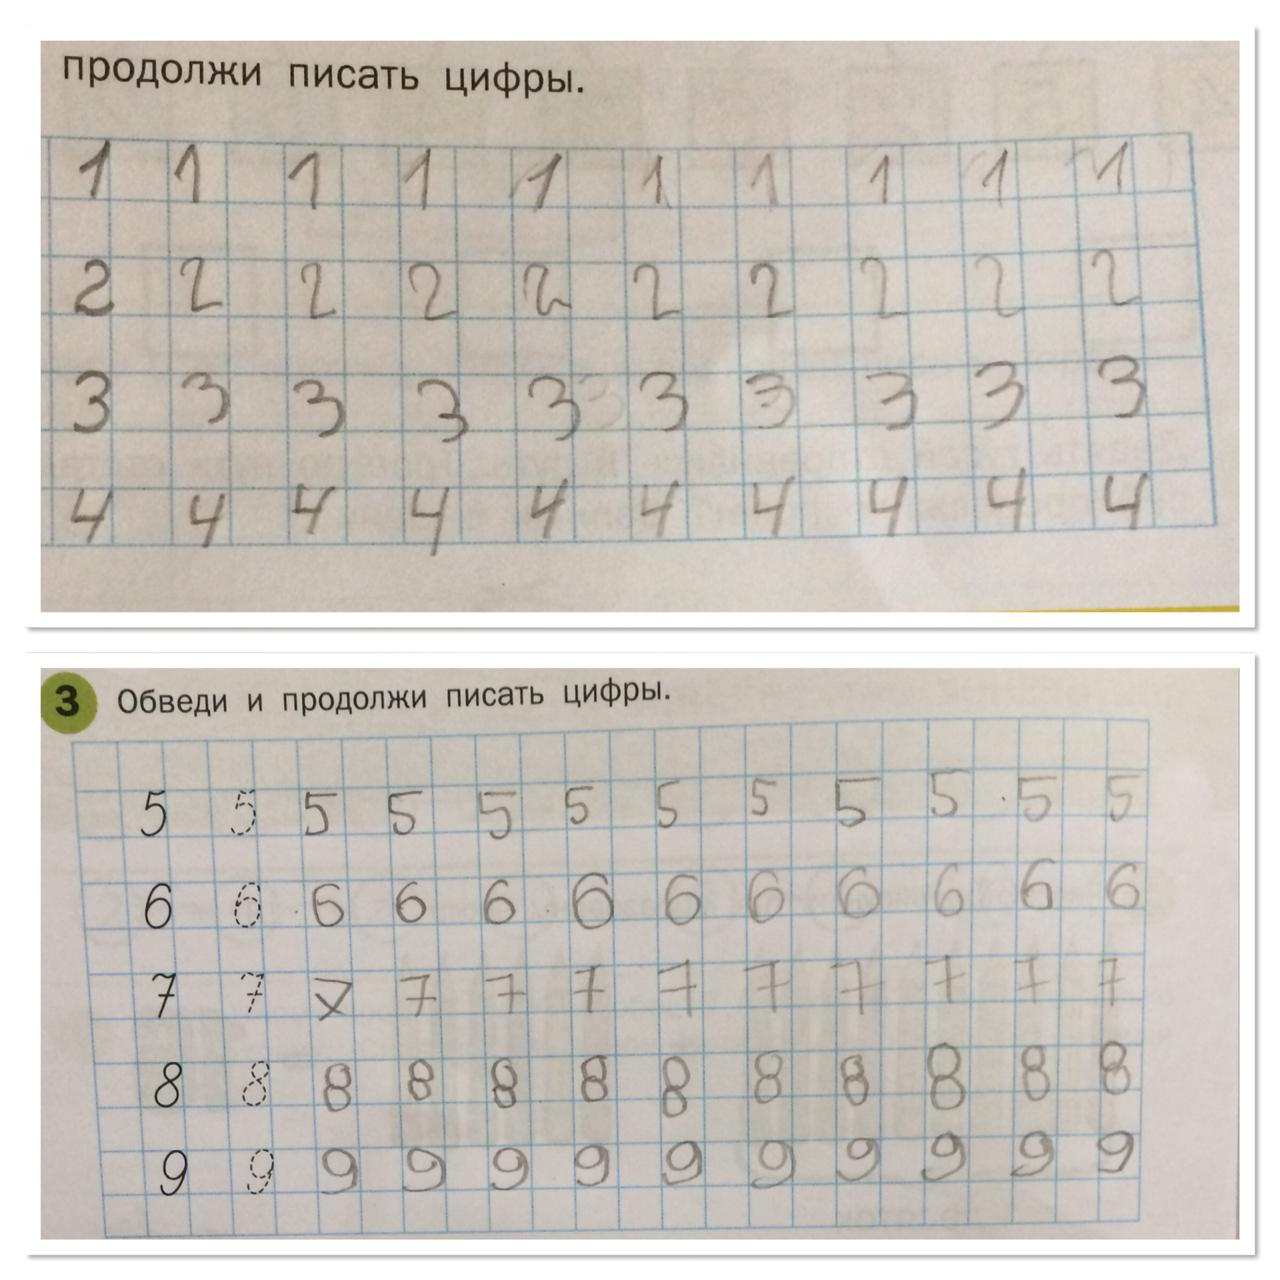 продолжи писать цифры.
1 1 1 1 1 1 1 1 1 1
2 2 2 2 2 2 2 2 2 2
3 3 3 3 3 3 3 3 3 3 3
4 4 4 4 4 4 4 4 4 4
3 Обведи и продолжи писать цифры.
5 5 5 5 5 5 5 5 5 5 5 5
6 6 6 6 6 6 6 6 6 6 6 6
7 7 7 7 7 7 7 7 7 7 7 7
8 8 8 8 8 8 8 8 8 8 8 8
9 9 9 9 9 9 9 9 9 9 9 9